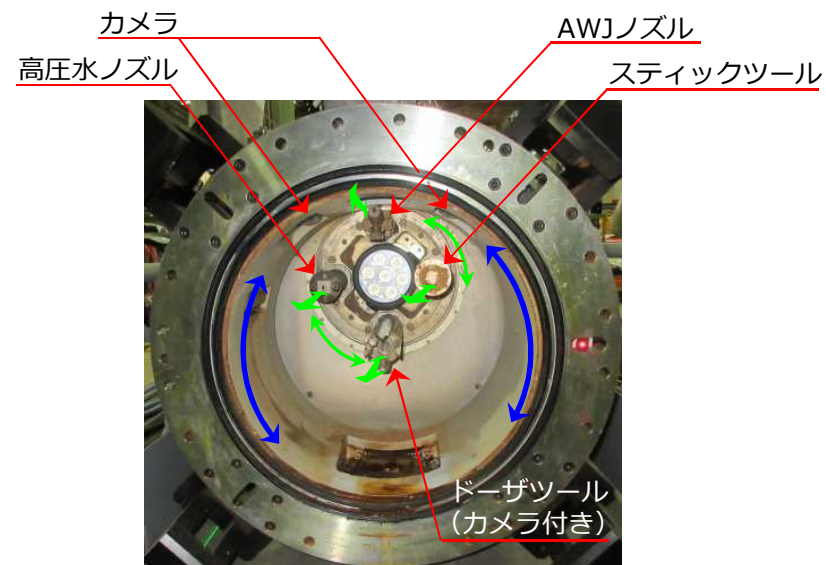 カメラ
AWJノズル
高圧水ノズル
スティックツール
ドーザツール
（カメラ付き）